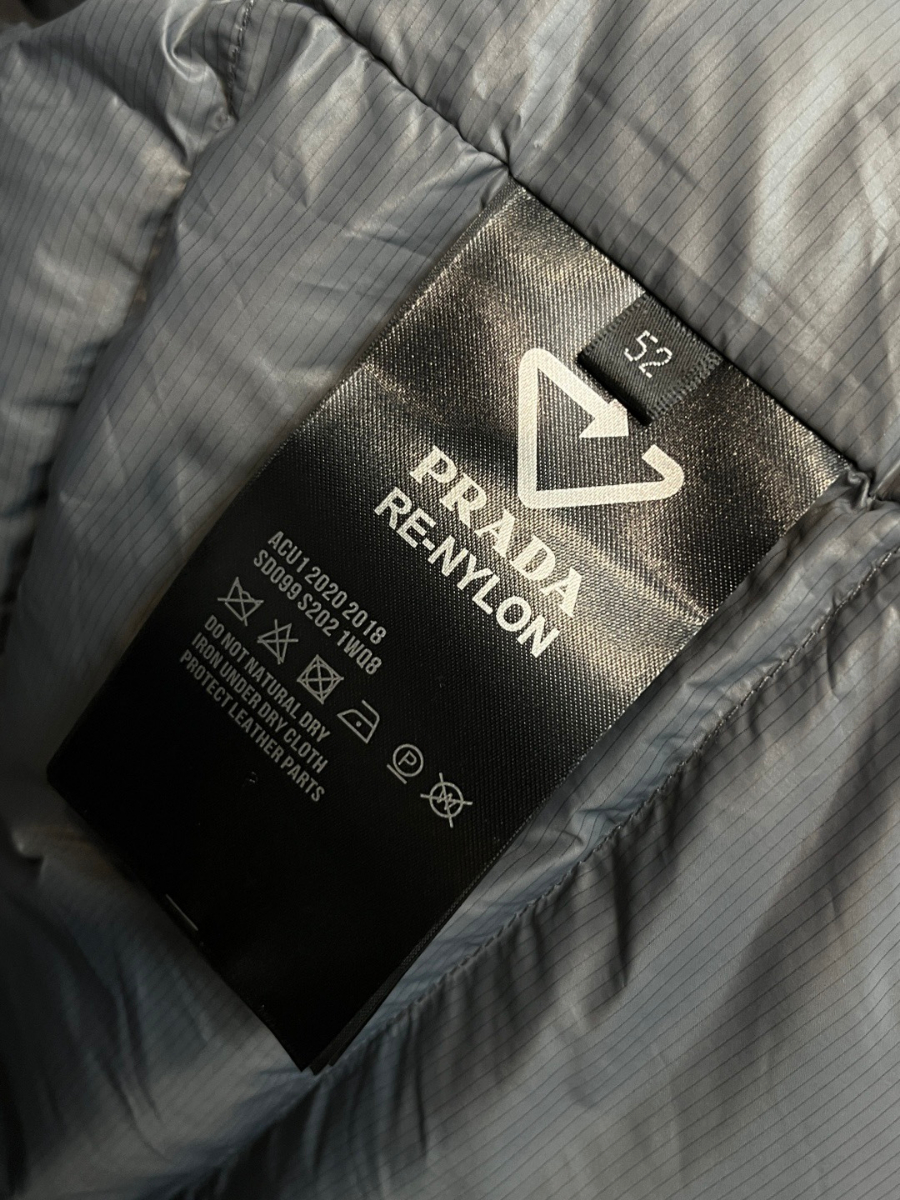 52
PRADA
RE-NYLON
ACU1 2020 2018
SD099 S202 1WQ8
DO NOT NATURAL DRY
IRON UNDER DRY CLOTH
PROTECT LEATHER PARTS
P
W